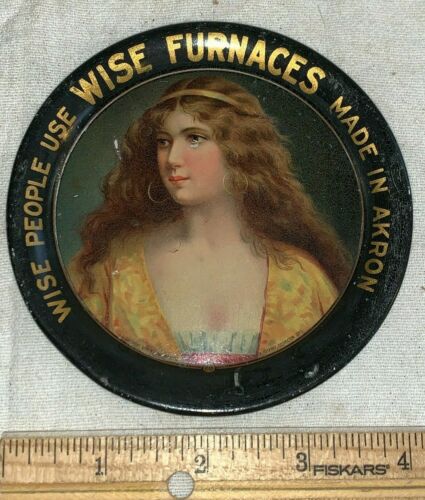 WISE PEOPLE USE WISE FURNACES MADE IN AKRON
1 2 3 4
FISKARS